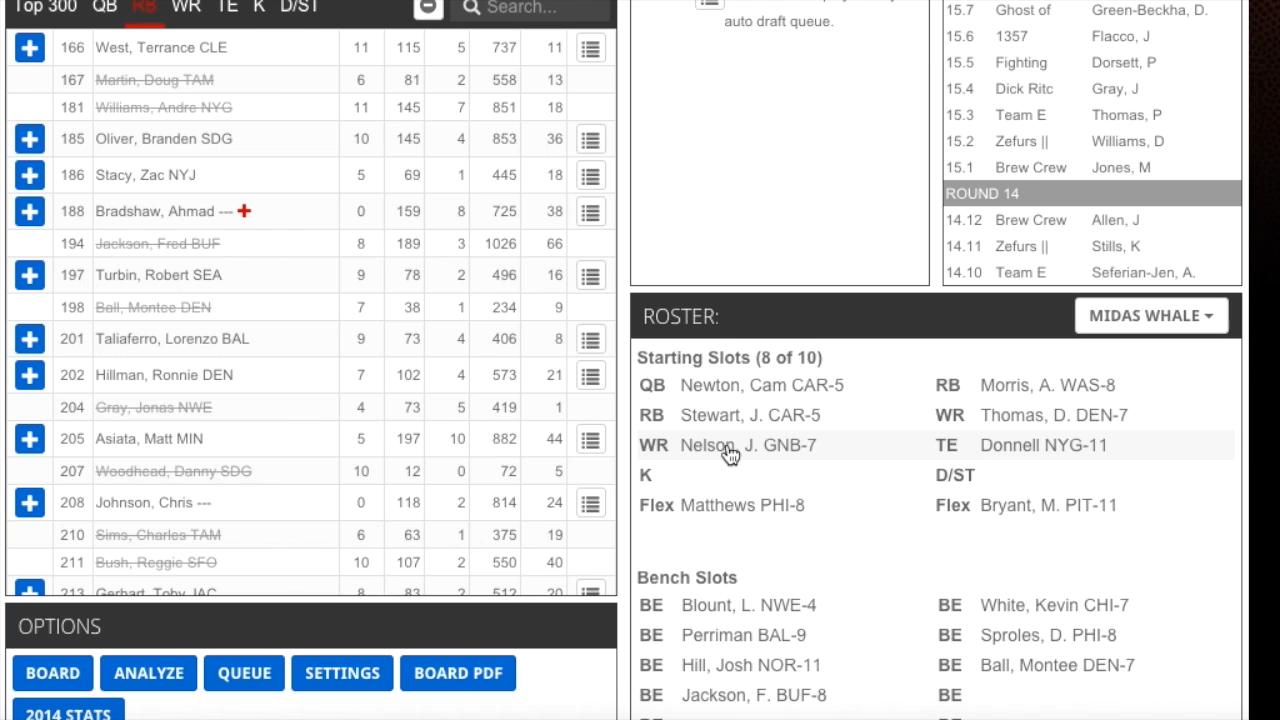 Top 300 QB RB WR TE K D/ST Search...
166 West, Terrance CLE 11 115 5 737 11
167 Martin, Doug TAM 6 81 2 558 13
181 Williams, Andre NYG 11 145 7 851 18
185 Oliver, Branden SDG 10 145 4 853 36
186 Stacy, Zac NYJ 5 69 1 445 18
188 Bradshaw, Ahmad --- 0 159 8 725 38
194 Jackson, Fred BUF 8 189 3 1026 66
197 Turbin, Robert SEA 9 78 2 496 16
198 Ball, Montee DEN 7 38 1 234 9
201 Taliaferro, Lorenzo BAL 9 73 4 406 8
202 Hillman, Ronnie DEN 7 102 4 573 21
204 Gray, Jonas NWE 4 73 5 419 1
205 Asiata, Matt MIN 5 197 10 882 44
207 Woodhead, Danny SDG 10 12 0 72 5
208 Johnson, Chris --- 0 118 2 814 24
210 Sims, Charles TAM 6 63 1 375 19
211 Bush, Reggie SFO 10 107 2 550 40
213 Gerhart, Toby JAC 8 83 2 512 20
OPTIONS
BOARD ANALYZE QUEUE SETTINGS BOARD PDF
2014 STATS
auto draft queue.
15.7 Ghost of Green-Beckha, D.
15.6 1357 Flacco, J
15.5 Fighting Dorsett, P
15.4 Dick Ritc Gray, J
15.3 Team E Thomas, P
15.2 Zefurs || Williams, D
15.1 Brew Crew Jones, M
ROUND 14
14.12 Brew Crew Allen, J
14.11 Zefurs || Stills, K
14.10 Team E Seferian-Jen, A.
ROSTER: MIDAS WHALE
Starting Slots (8 of 10)
QB Newton, Cam CAR-5 RB Morris, A. WAS-8
RB Stewart, J. CAR-5 WR Thomas, D. DEN-7
WR Nelson, J. GNB-7 TE Donnell NYG-11
K D/ST
Flex Matthews PHI-8 Flex Bryant, M. PIT-11
Bench Slots
BE Blount, L. NWE-4 BE White, Kevin CHI-7
BE Perriman BAL-9 BE Sproles, D. PHI-8
BE Hill, Josh NOR-11 BE Ball, Montee DEN-7
BE Jackson, F. BUF-8 BE